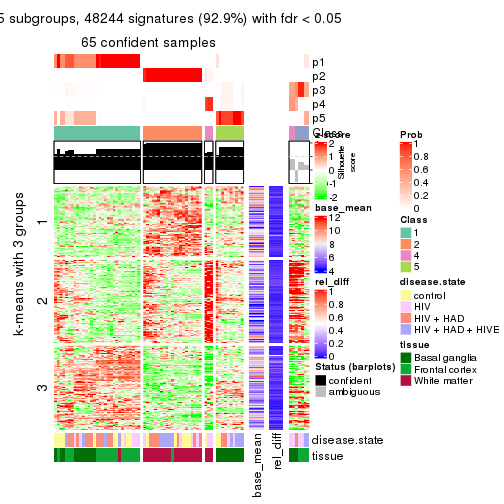 5 subgroups, 48244 signatures (92.9%) with fdr < 0.05
65 confident samples
p1
p2
p3
p4
p5
Class
Silhouette
score
k-means with 3 groups
1
2
3
base_mean
rel_diff
disease.state
tissue
z-score
2
1
0
-1
-2
base_mean
12
10
8
6
4
rel_diff
1
0.8
0.6
0.4
0.2
0
Status (barplots)
confident
ambiguous
Prob
1
0.8
0.6
0.4
0.2
0
Class
1
2
4
5
disease.state
control
HIV
HIV + HAD
HIV + HAD + HIVE
tissue
Basal ganglia
Frontal cortex
White matter